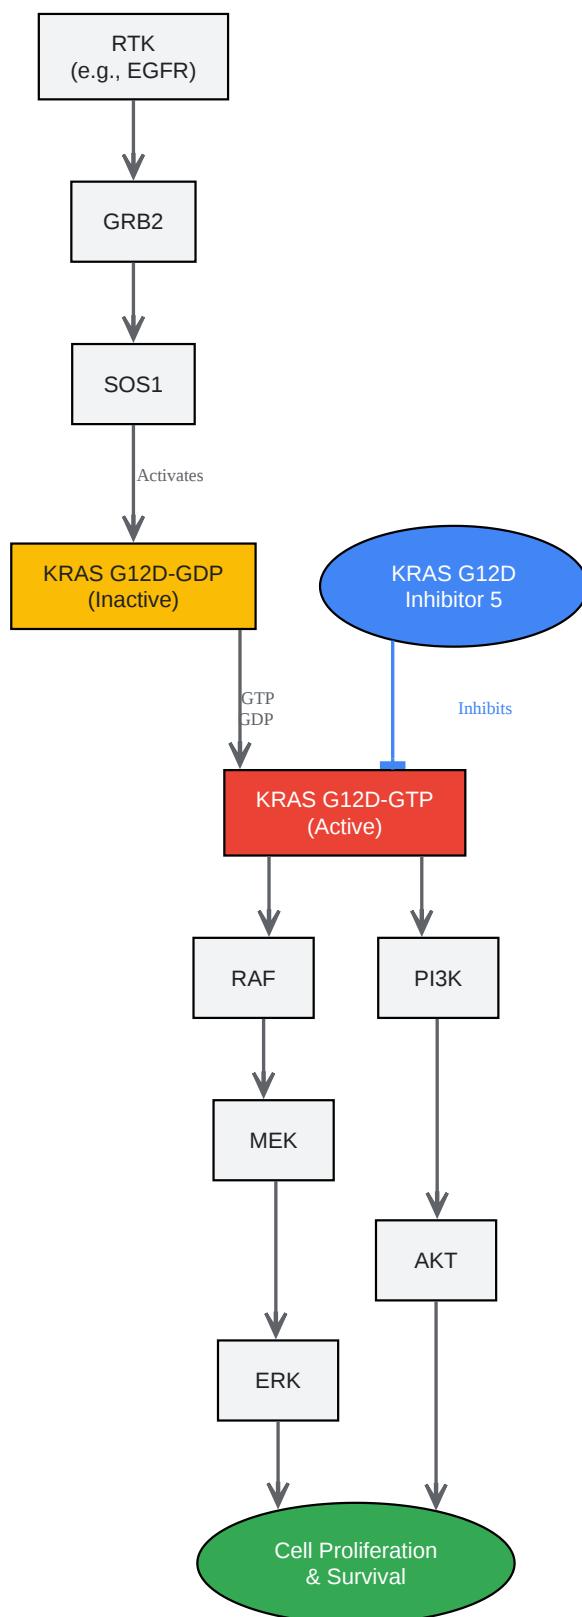 RTK
(e.g., EGFR)
GRB2
SOS1
Activates
KRAS G12D-GDP
(Inactive)
KRAS G12D
Inhibitor 5
GTP
GDP
Inhibits
KRAS G12D-GTP
(Active)
RAF
PI3K
MEK
AKT
ERK
Cell Proliferation
& Survival